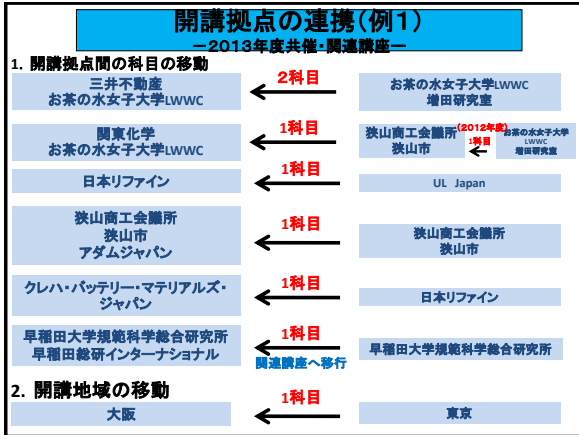 開講拠点の連携（例１）
－2013年度共催・関連講座－
1. 開講拠点間の科目の移動
三井不動産
お茶の水女子大学LWWC
２科目
お茶の水女子大学LWWC
増田研究室
関東化学
お茶の水女子大学LWWC
1科目
狭山商工会議所
狭山市
(2012年度)
1科目
お茶の水女子大学
LWWC
増田研究室
日本リファイン
1科目
UL Japan
狭山商工会議所
狭山市
アダムジャパン
1科目
狭山商工会議所
狭山市
クレハ・バッテリー・マテリアルズ・
ジャパン
1科目
日本リファイン
早稲田大学規範科学総合研究所
早稲田総研インターナショナル
1科目
関連講座へ移行
早稲田大学規範科学総合研究所
2. 開講地域の移動
大阪
1科目
東京